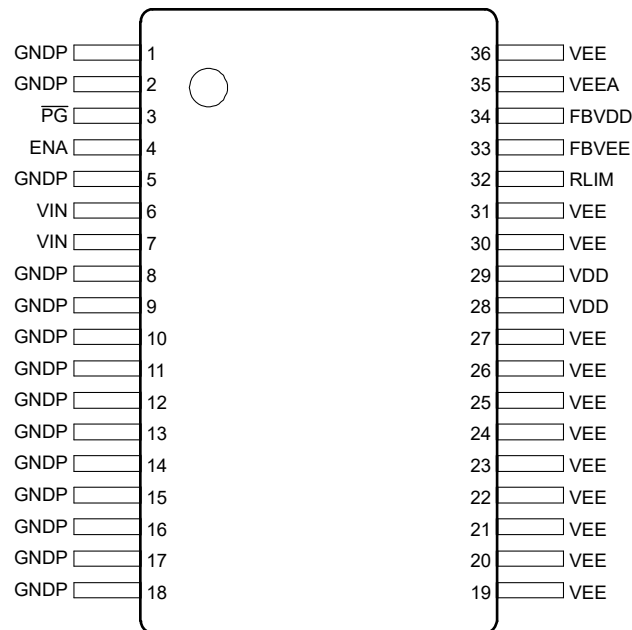 GNDP 1 36 VEE
GNDP 2 35 VEEA
P̅G̅ 3 34 FBVDD
ENA 4 33 FBVEE
GNDP 5 32 RLIM
VIN 6 31 VEE
VIN 7 30 VEE
GNDP 8 29 VDD
GNDP 9 28 VDD
GNDP 10 27 VEE
GNDP 11 26 VEE
GNDP 12 25 VEE
GNDP 13 24 VEE
GNDP 14 23 VEE
GNDP 15 22 VEE
GNDP 16 21 VEE
GNDP 17 20 VEE
GNDP 18 19 VEE